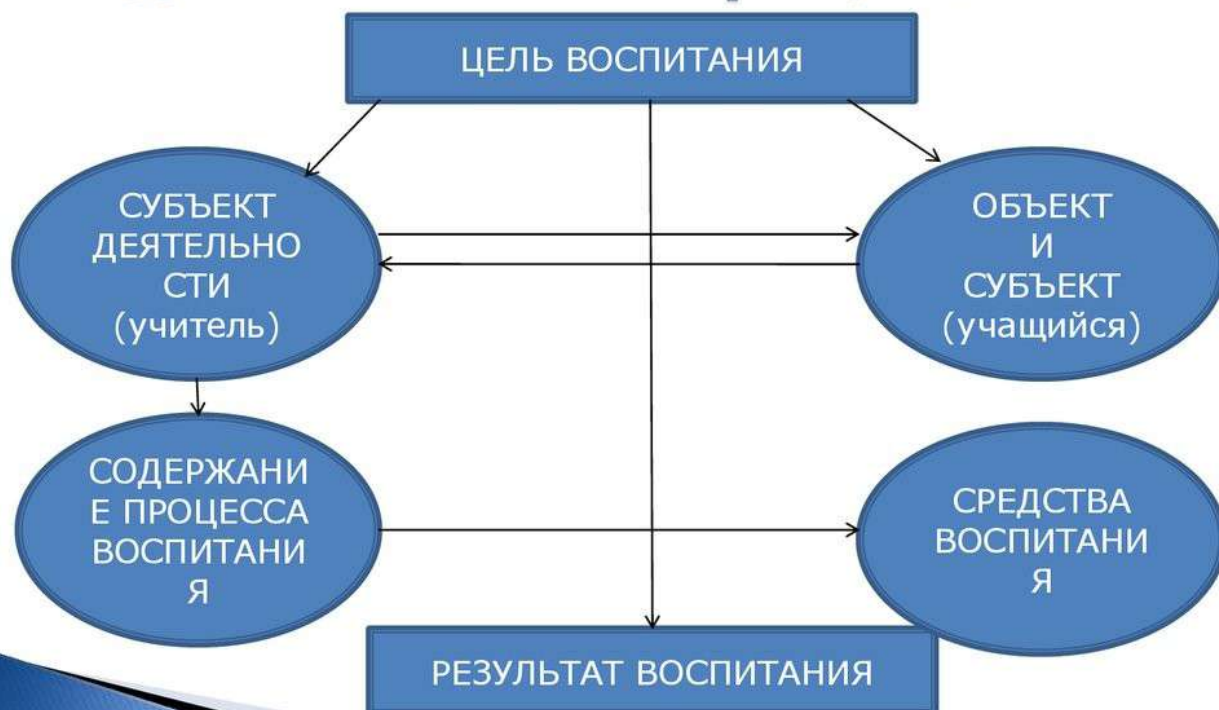 ЦЕЛЬ ВОСПИТАНИЯ
СУБЪЕКТ
ДЕЯТЕЛЬНО
СТИ
(учитель)
ОБЪЕКТ
И
СУБЪЕКТ
(учащийся)
СОДЕРЖАНИ
Е ПРОЦЕССА
ВОСПИТАНИ
Я
СРЕДСТВА
ВОСПИТАНИ
Я
РЕЗУЛЬТАТ ВОСПИТАНИЯ